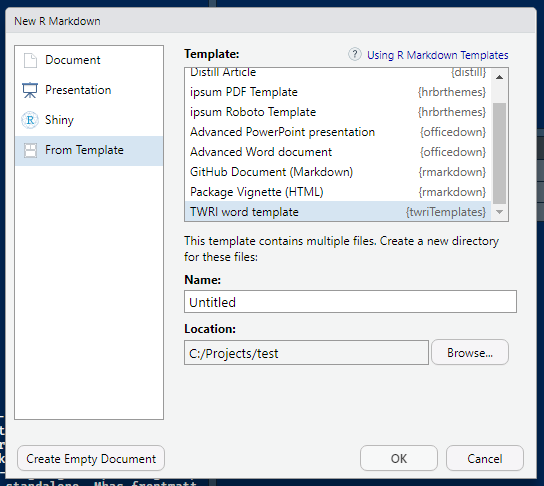 New R Markdown
Document
Presentation
Shiny
From Template
Template:
Using R Markdown Templates
Distill Article {distill}
ipsum PDF Template {hrbrthemes}
ipsum Roboto Template {hrbrthemes}
Advanced PowerPoint presentation {officedown}
Advanced Word document {officedown}
GitHub Document (Markdown) {rmarkdown}
Package Vignette (HTML) {rmarkdown}
TWRI word template {twriTemplates}
This template contains multiple files. Create a new directory
for these files:
Name:
Untitled
Location:
C:/Projects/test
Browse...
Create Empty Document
OK
Cancel